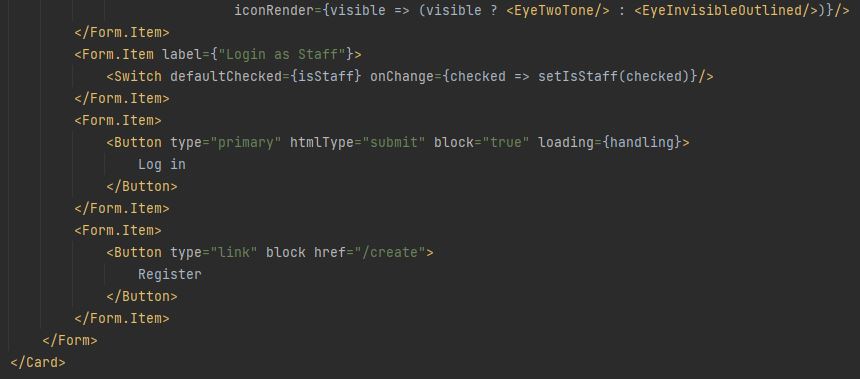 iconRender={visible => (visible ? <EyeTwoTone/> : <EyeInvisibleOutlined/>)}/>
</Form.Item>
<Form.Item label={"Login as Staff"}>
<Switch defaultChecked={isStaff} onChange={checked => setIsStaff(checked)}/>
</Form.Item>
<Form.Item>
<Button type="primary" htmlType="submit" block="true" loading={handling}>
Log in
</Button>
</Form.Item>
<Form.Item>
<Button type="link" block href="/create">
Register
</Button>
</Form.Item>
</Form>
</Card>